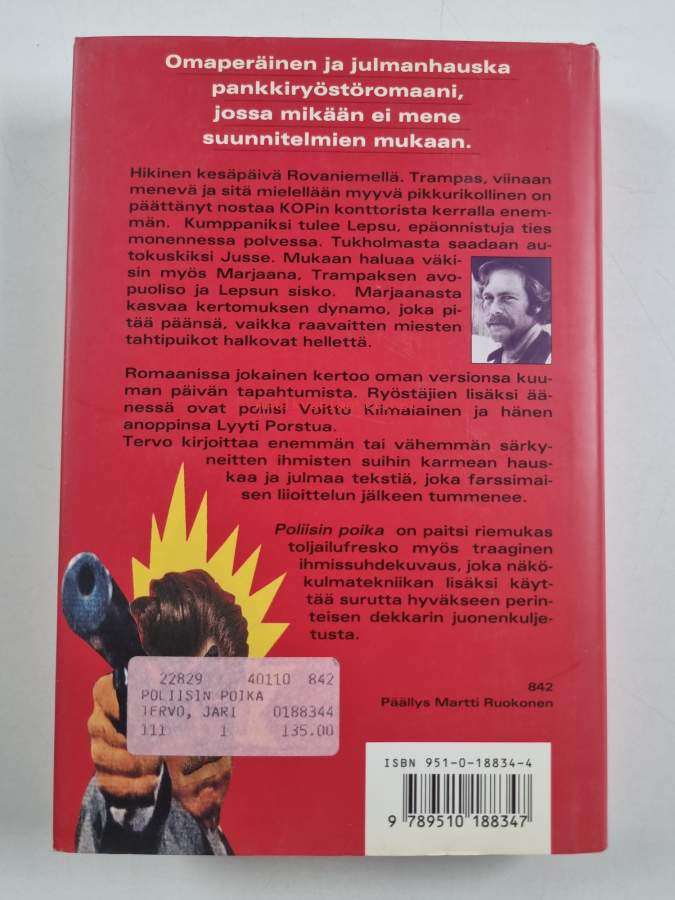 Omaperäinen ja julmanhauska
pankkiryöstöromaani,
jossa mikään ei mene
suunnitelmien mukaan.
Hikinen kesäpäivä Rovaniemellä. Trampas, viinaan
menevä ja sitä mielellään myyvä pikkurikollinen on
päättänyt nostaa KOPin konttorista kerralla enem-
män. Kumppaniksi tulee Lepsu, epäonnistuja ties
monennessa polvessa. Tukholmasta saadaan au-
tokuskiksi Jusse. Mukaan haluaa väki-
sin myös Marjaana, Trampaksen avo-
puoliso ja Lepsun sisko. Marjaanasta
kasvaa kertomuksen dynamo, joka pi-
tää päänsä, vaikka raavaitten miesten
tahtipuikot halkovat hellettä.
Romaanissa jokainen kertoo oman versionsa kuu-
man päivän tapahtumista. Ryöstäjien lisäksi ää-
nessä ovat poliisi Voitto Kilmalainen ja hänen
anoppinsa Lyyti Porstua.
Tervo kirjoittaa enemmän tai vähemmän särky-
neitten ihmisten suihin karmean haus-
kaa ja julmaa tekstiä, joka farssimai-
sen liioittelun jälkeen tummenee.
Poliisin poika on paitsi riemukas
toljailufresko myös traaginen
ihmissuhdekuvaus, joka näkö-
kulmatekniikan lisäksi käyt-
tää surutta hyväkseen perin-
teisen dekkarin juonenkulje-
tusta.
842
Päällys Martti Ruokonen
22829 40110 842
POLIISIN POIKA
TERVO, JARI 0188344
111 1 135.00
ISBN 951-0-18834-4
9 789510 188347